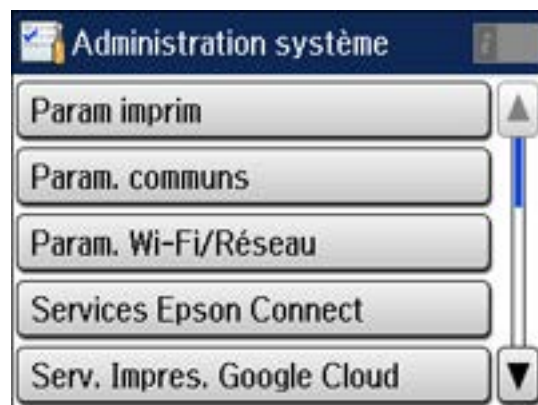 Administration système
Param imprim
Param. communs
Param. Wi-Fi/Réseau
Services Epson Connect
Serv. Impres. Google Cloud